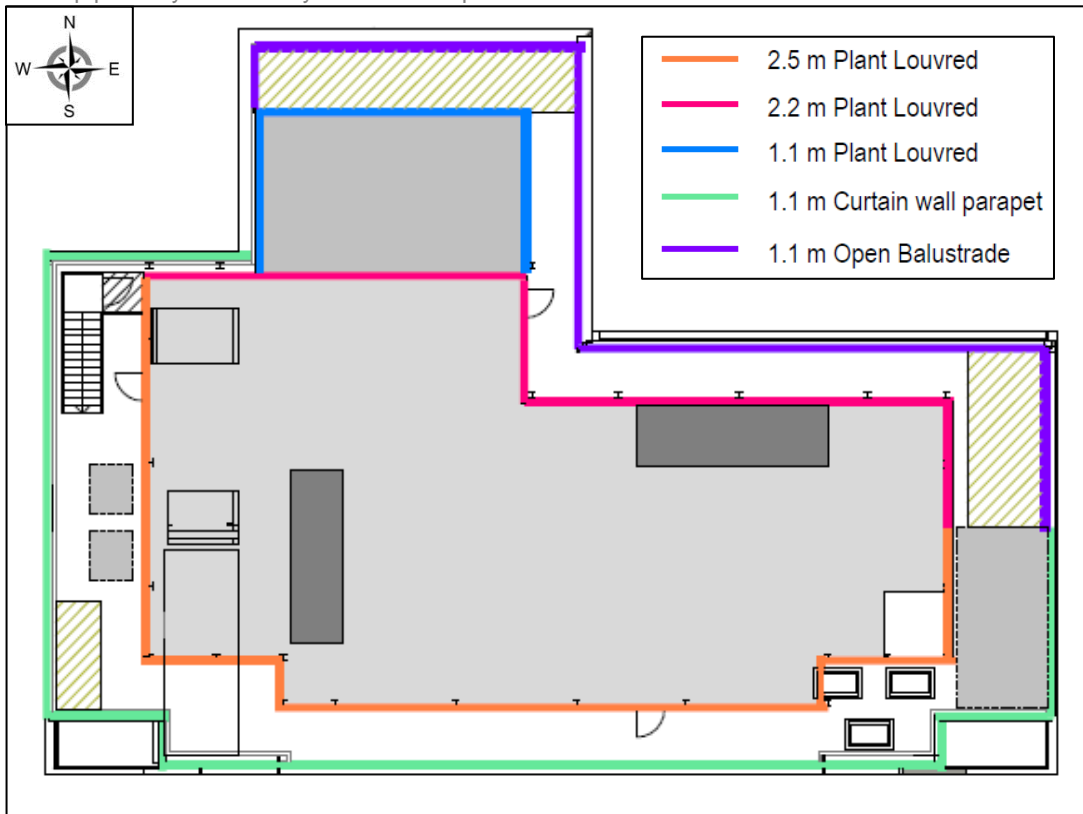 N
W E
S
2.5 m Plant Louvred
2.2 m Plant Louvred
1.1 m Plant Louvred
1.1 m Curtain wall parapet
1.1 m Open Balustrade